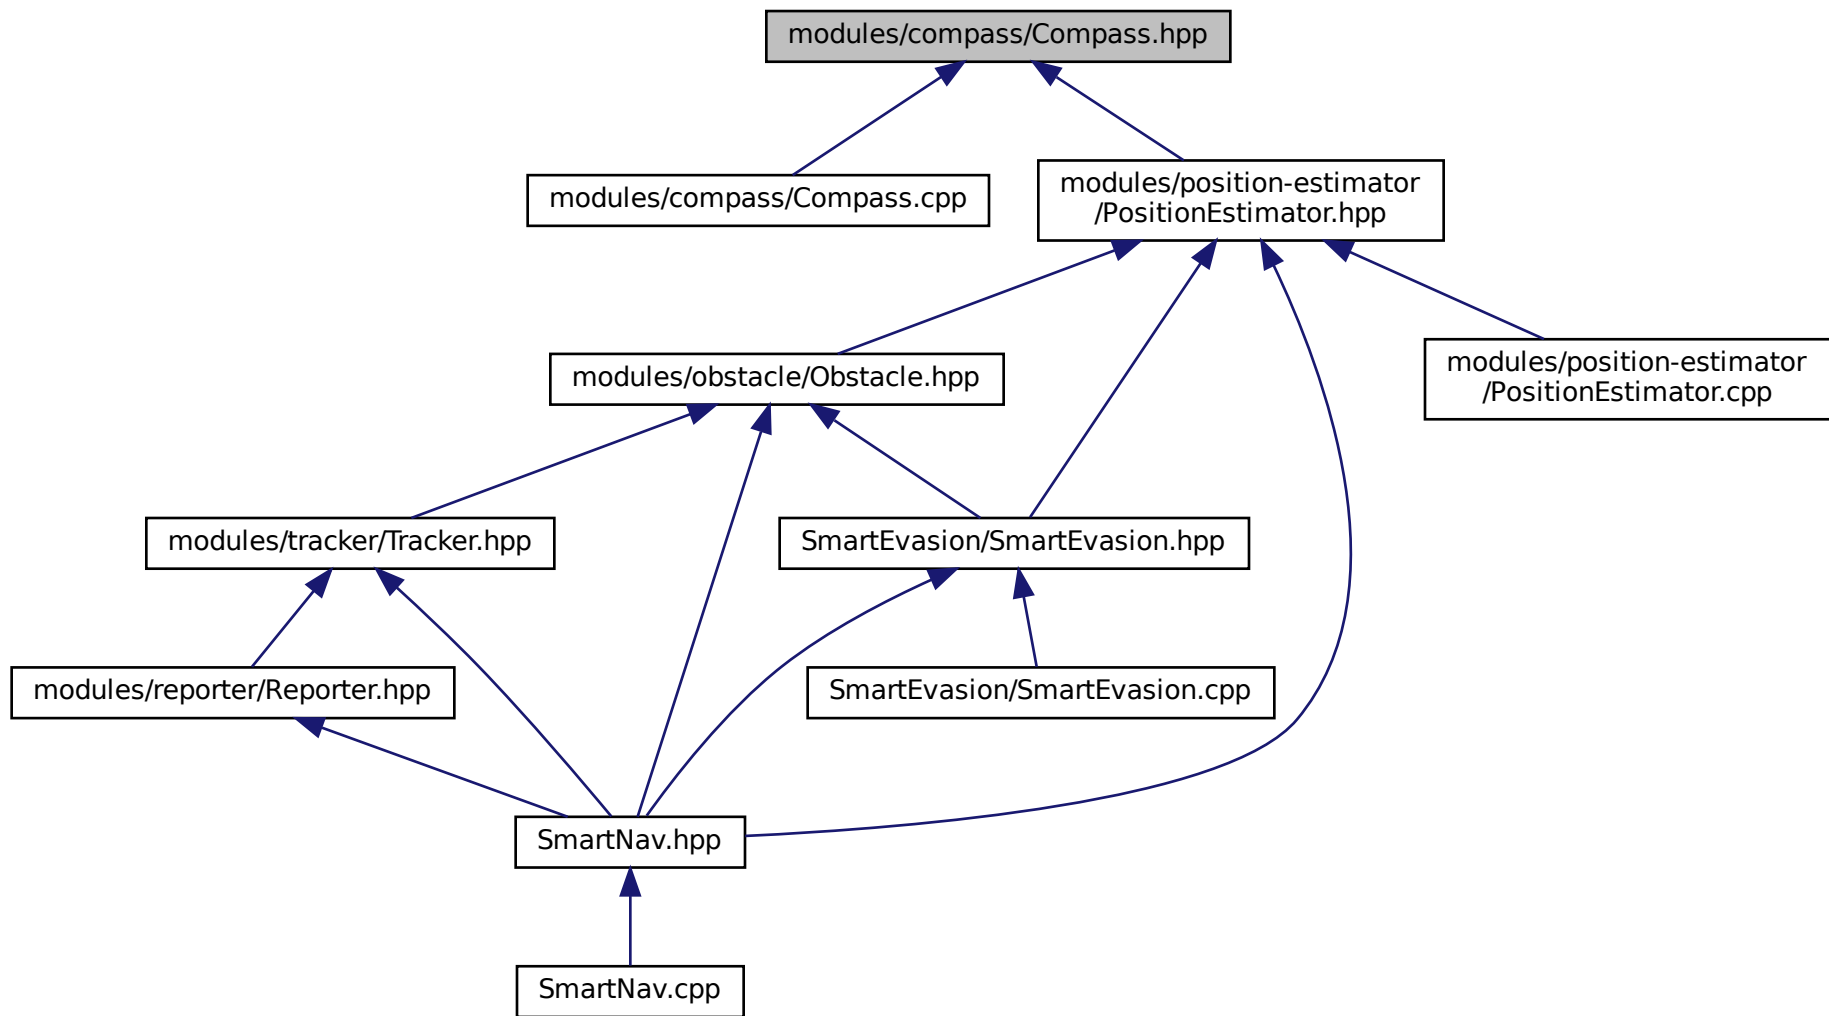 modules/compass/Compass.hpp
modules/compass/Compass.cpp
modules/position-estimator
/PositionEstimator.hpp
modules/obstacle/Obstacle.hpp
modules/position-estimator
/PositionEstimator.cpp
modules/tracker/Tracker.hpp
SmartEvasion/SmartEvasion.hpp
modules/reporter/Reporter.hpp
SmartEvasion/SmartEvasion.cpp
SmartNav.hpp
SmartNav.cpp